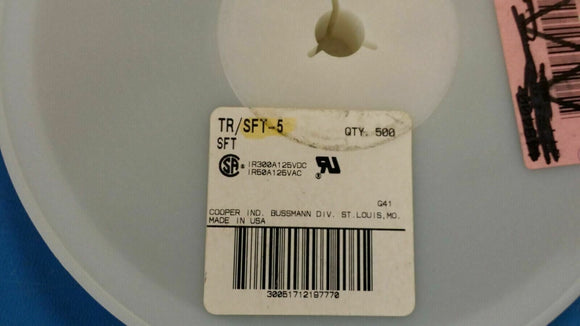 TR/SFT-5 QTY. 500
SFT
IR300A125VDC
IR50A125VAC
Q41
COOPER IND. BUSSMANN DIV. ST.LOUIS,MO.
MADE IN USA
30051712197770